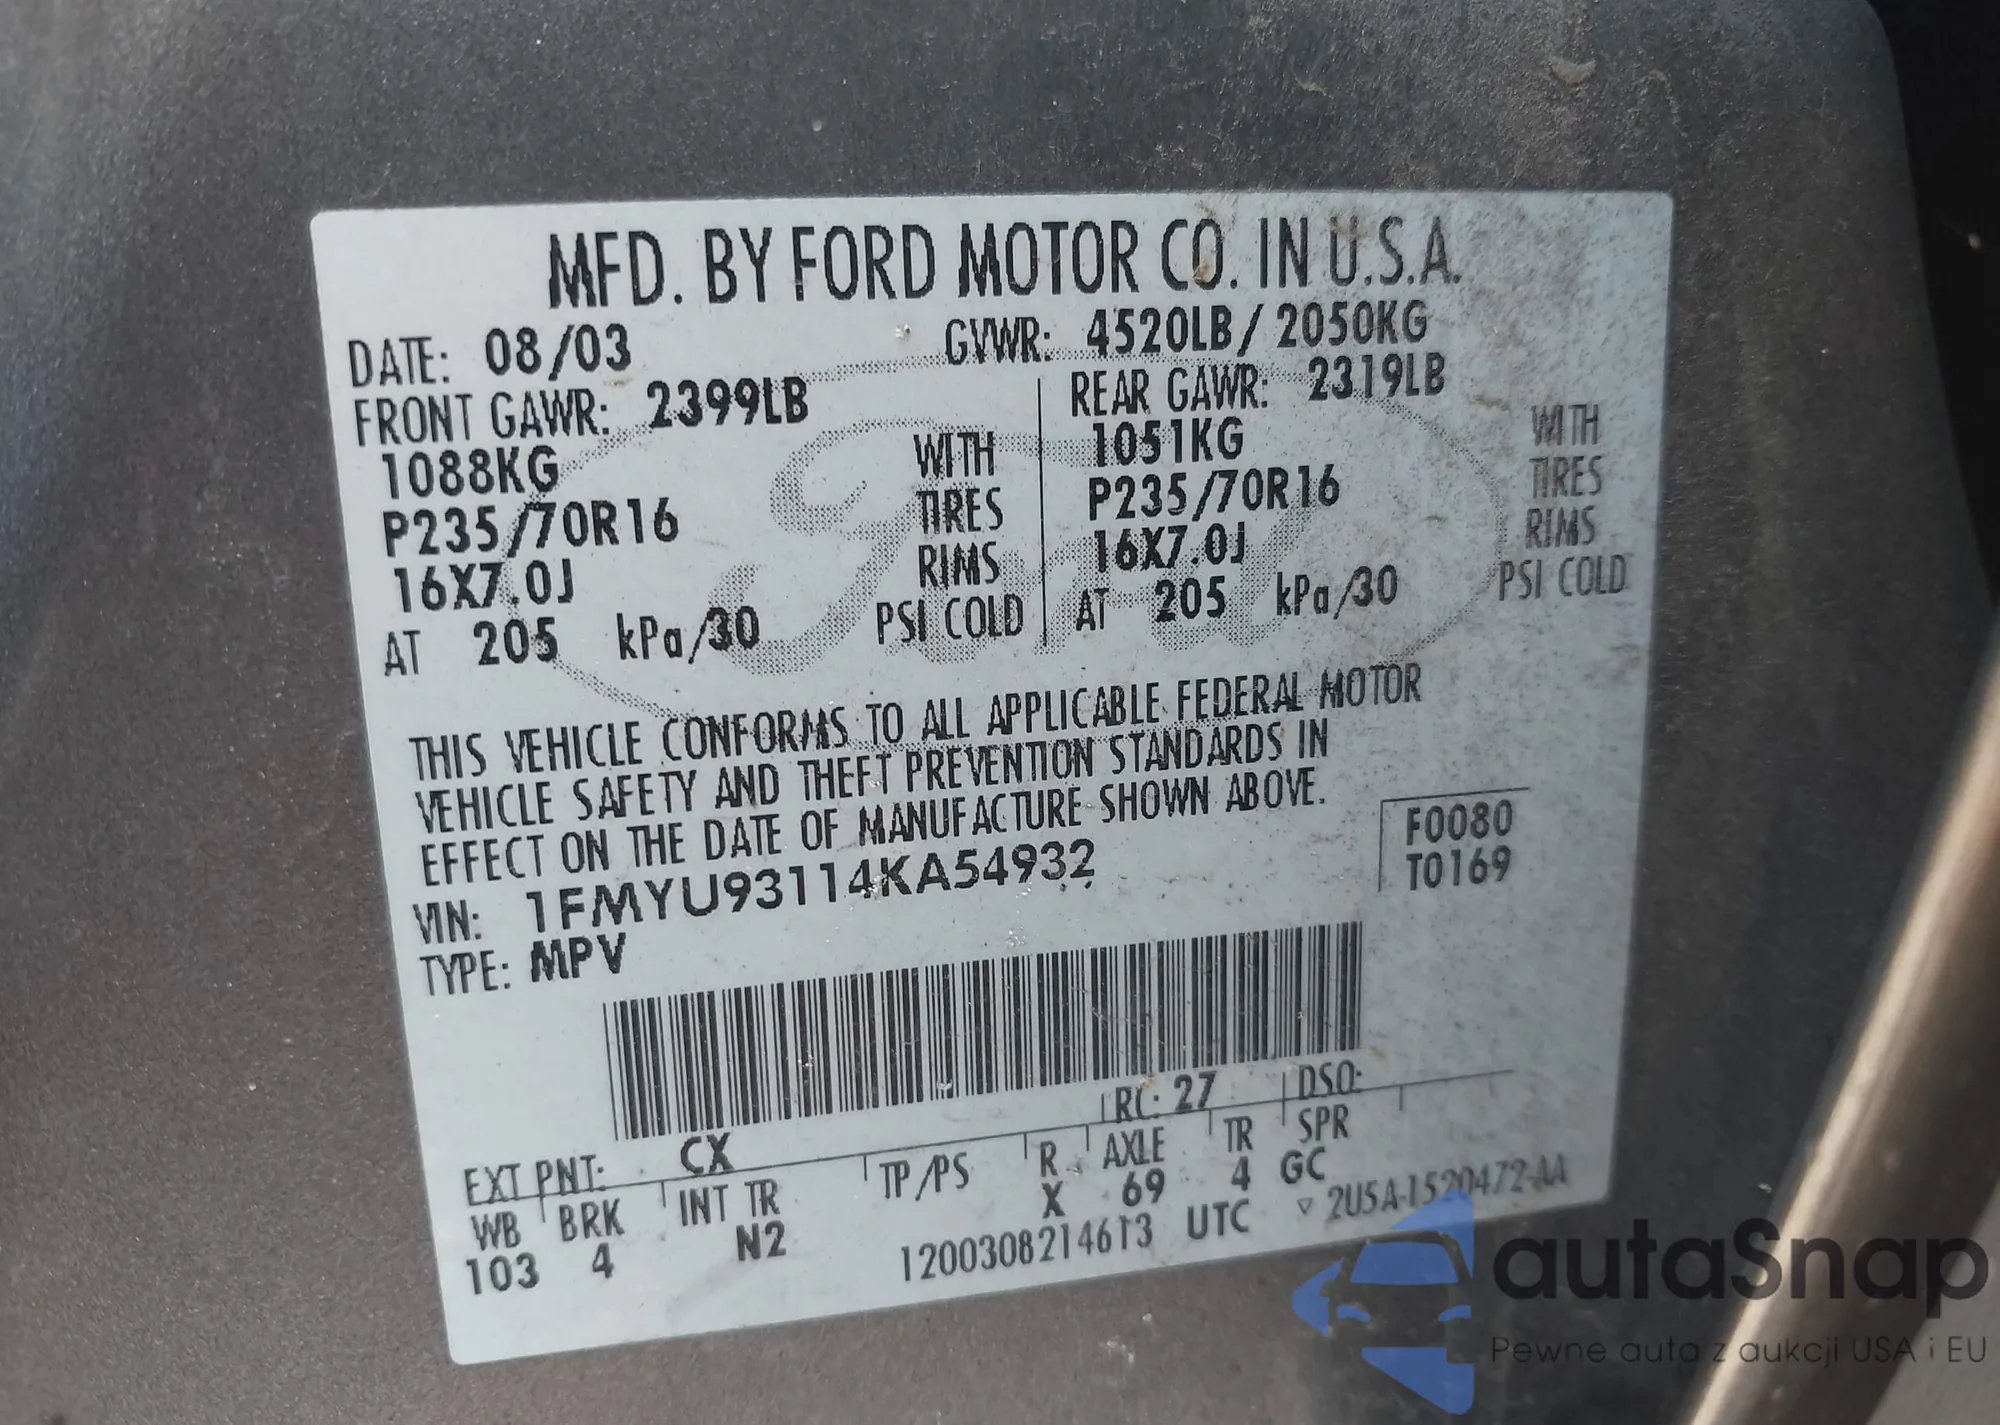 MFD. BY FORD MOTOR CO. IN U.S.A.
DATE: 08/03 GVWR: 4520LB/2050KG
FRONT GAWR: 2399LB REAR GAWR: 2319LB
1088KG WITH 1051KG WITH
P235/70R16 TIRES P235/70R16 TIRES
16X7.0J RIMS 16X7.0J RIMS
AT 205 kPa/30 PSI COLD AT 205 kPa/30 PSI COLD
Ford
THIS VEHICLE CONFORMS TO ALL APPLICABLE FEDERAL MOTOR
VEHICLE SAFETY AND THEFT PREVENTION STANDARDS IN
EFFECT ON THE DATE OF MANUFACTURE SHOWN ABOVE.
F0080
T0169
VIN: 1FMYU93114KA54932
TYPE: MPV
EXT PNT: CX RC: 27 DSO:
WB BRK INT TR TP/PS R AXLE TR SPR
103 4 N2 X 69 4 GC
1200308214613 UTC ▽ 2U5A-1520472-AA
autaSnap
Pewne auta z aukcji USA i EU